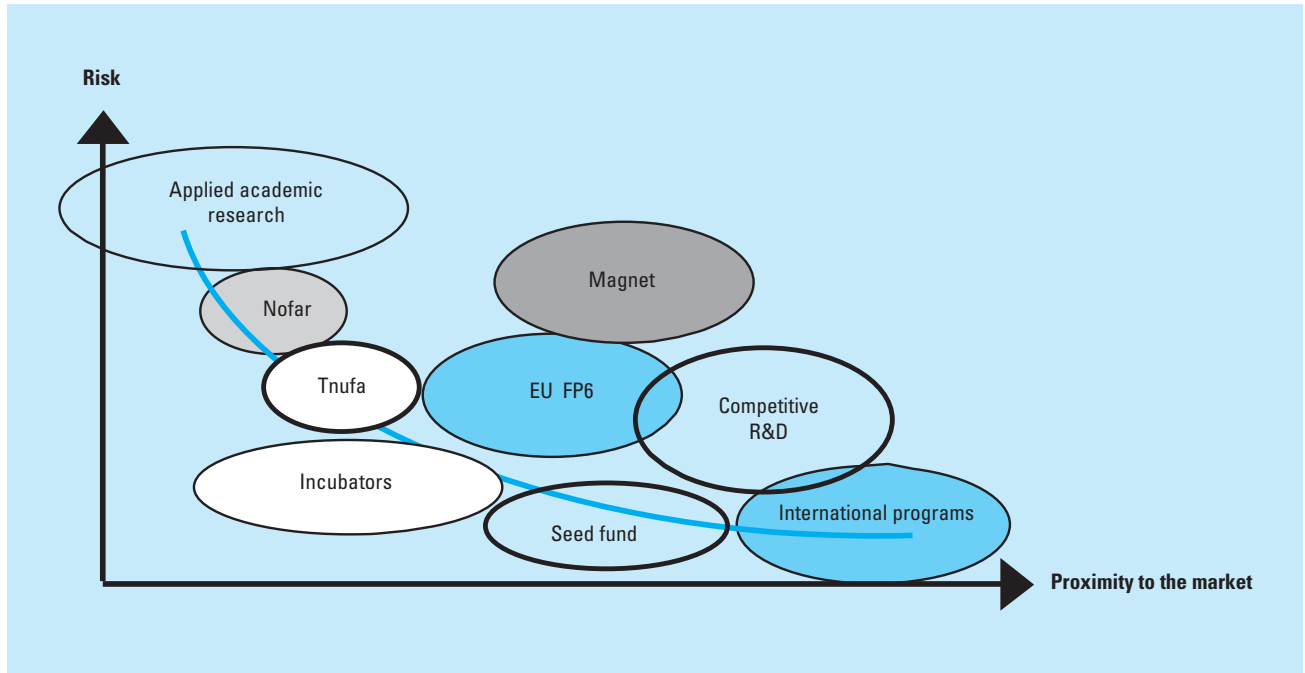 Risk
Applied academic
research
Magnet
Nofar
Tnufa
EU FP6
Competitive
R&D
Incubators
International programs
Seed fund
Proximity to the market